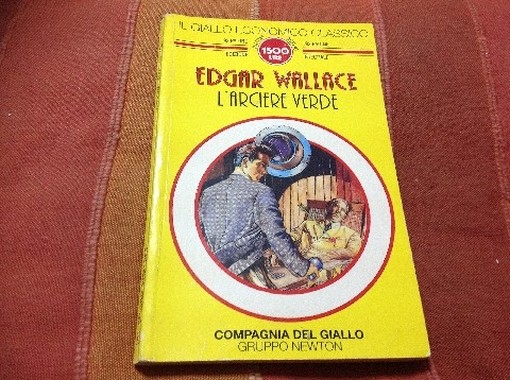 IL GIALLO ECONOMICO CLASSICO
1500
LIRE
EDGAR WALLACE
L'ARCIERE VERDE
COMPAGNIA DEL GIALLO
GRUPPO NEWTON